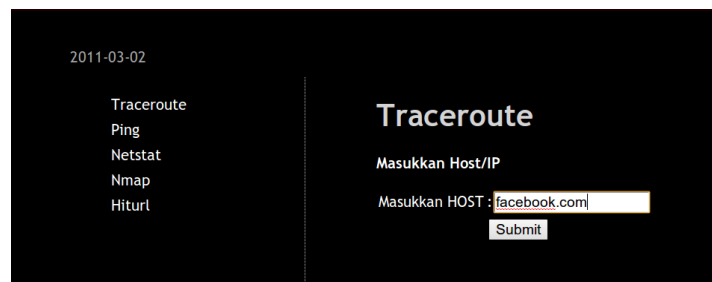 2011-03-02
Traceroute
Ping
Netstat
Nmap
Hiturl
Traceroute
Masukkan Host/IP
Masukkan HOST : facebook.com
Submit